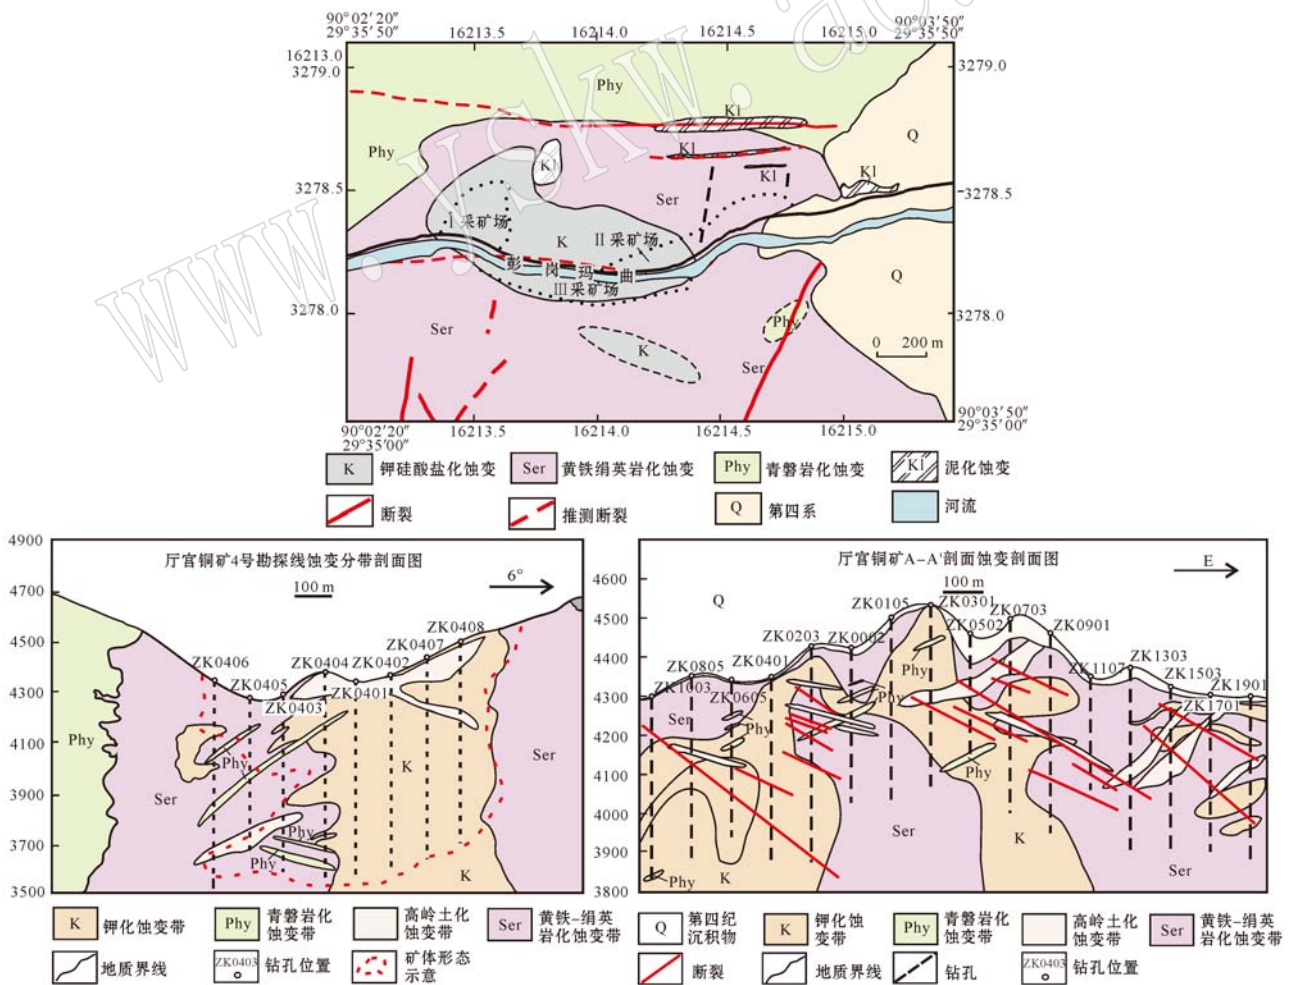 90°02′20″
29°35′50″
16213.5
16214.0
16214.5
16215.0
90°03′50″
29°35′50″
16213.0
3279.0
3279.0
Phy
Kl
Q
Phy
Kl
Kl
Kl
Kl
3278.5
3278.5
Ser
Ⅰ采矿场
K
Ⅱ采矿场
彭岗玛曲
Ⅲ采矿场
Q
3278.0
3278.0
Ser
Phy
K
Ser
0 200 m
90°02′20″
29°35′00″
16213.5
16214.0
16214.5
16215.0
90°03′50″
29°35′00″
K 钾硅酸盐化蚀变
Ser 黄铁绢英岩化蚀变
Phy 青磐岩化蚀变
Kl 泥化蚀变
断裂
推测断裂
Q 第四系
河流
4900
4700
4500
4300
4100
3900
3700
3500
厅宫铜矿4号勘探线蚀变分带剖面图
100 m
6°
ZK0408
ZK0407
ZK0406
ZK0404
ZK0402
ZK0405
ZK0401
ZK0403
Phy
Phy
Ser
K
Ser
Phy
Phy
K
K 钾化蚀变带
Phy 青磐岩化
蚀变带
高岭土化
蚀变带
Ser 黄铁-绢英
岩化蚀变带
地质界线
ZK0403 钻孔位置
矿体形态
示意
4600
4500
4400
4300
4200
4100
4000
3900
3800
厅宫铜矿A-A'剖面蚀变剖面图
100 m
E
Q
ZK0105
ZK0301
ZK0703
ZK0502
ZK0901
ZK0203
ZK0002
ZK0805
ZK0401
ZK1107
ZK1303
ZK1503
ZK1003
ZK0605
ZK1901
ZK1701
Ser
Phy
Phy
Phy
Phy
Ser
K
Phy
K
Ser
Q 第四纪
沉积物
K 钾化蚀
变带
Phy 青磐岩化
蚀变带
高岭土化
蚀变带
Ser 黄铁-绢英
岩化蚀变带
断裂
地质界线
钻孔
ZK0403 钻孔位置